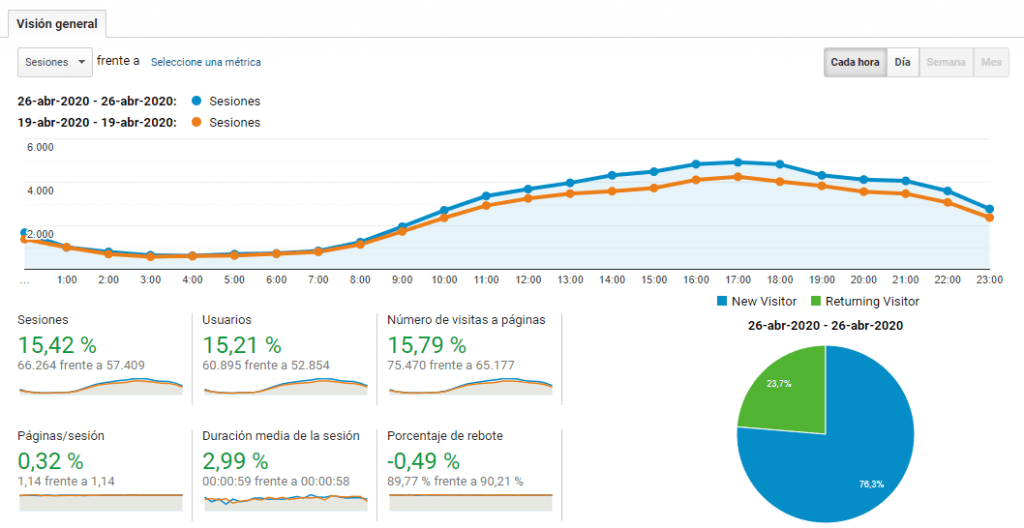 Visión general
Sesiones frente a Seleccione una métrica Cada hora Día Semana Mes
26-abr-2020 - 26-abr-2020: Sesiones
19-abr-2020 - 19-abr-2020: Sesiones
6.000
4.000
2.000
... 1:00 2:00 3:00 4:00 5:00 6:00 7:00 8:00 9:00 10:00 11:00 12:00 13:00 14:00 15:00 16:00 17:00 18:00 19:00 20:00 21:00 22:00 23:00
New Visitor Returning Visitor
26-abr-2020 - 26-abr-2020
23,7%
76,3%
Sesiones
15,42 %
66.264 frente a 57.409
Usuarios
15,21 %
60.895 frente a 52.854
Número de visitas a páginas
15,79 %
75.470 frente a 65.177
Páginas/sesión
0,32 %
1,14 frente a 1,14
Duración media de la sesión
2,99 %
00:00:59 frente a 00:00:58
Porcentaje de rebote
-0,49 %
89,77 % frente a 90,21 %